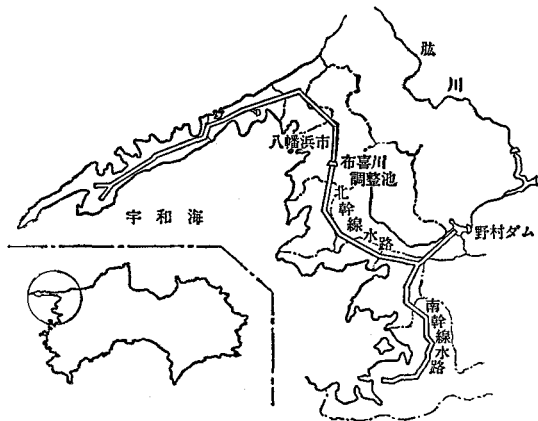 肱川
八幡浜市
布喜川
調整池
北幹線水路
宇和海
野村ダム
南幹線水路